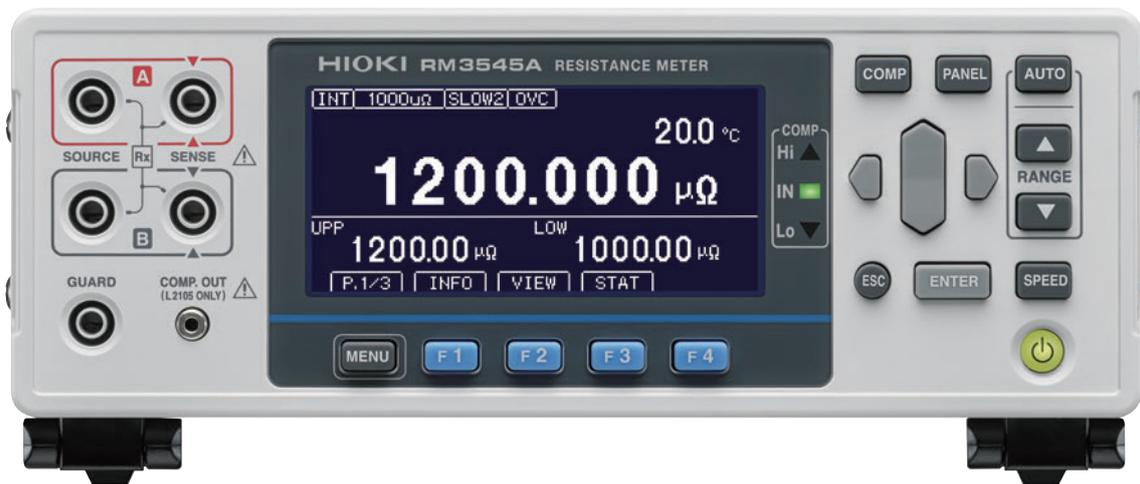 HIOKI RM3545A RESISTANCE METER
INT 1000uΩ SLOW2 OVC
20.0 °C
1200.000 μΩ
UPP LOW
1200.00 μΩ 1000.00 μΩ
P.1/3 INFO VIEW STAT
MENU F1 F2 F3 F4
A
SOURCE Rx SENSE
B
GUARD COMP. OUT
(L2105 ONLY)
COMP
Hi
IN
Lo
COMP PANEL AUTO
RANGE
ESC ENTER SPEED